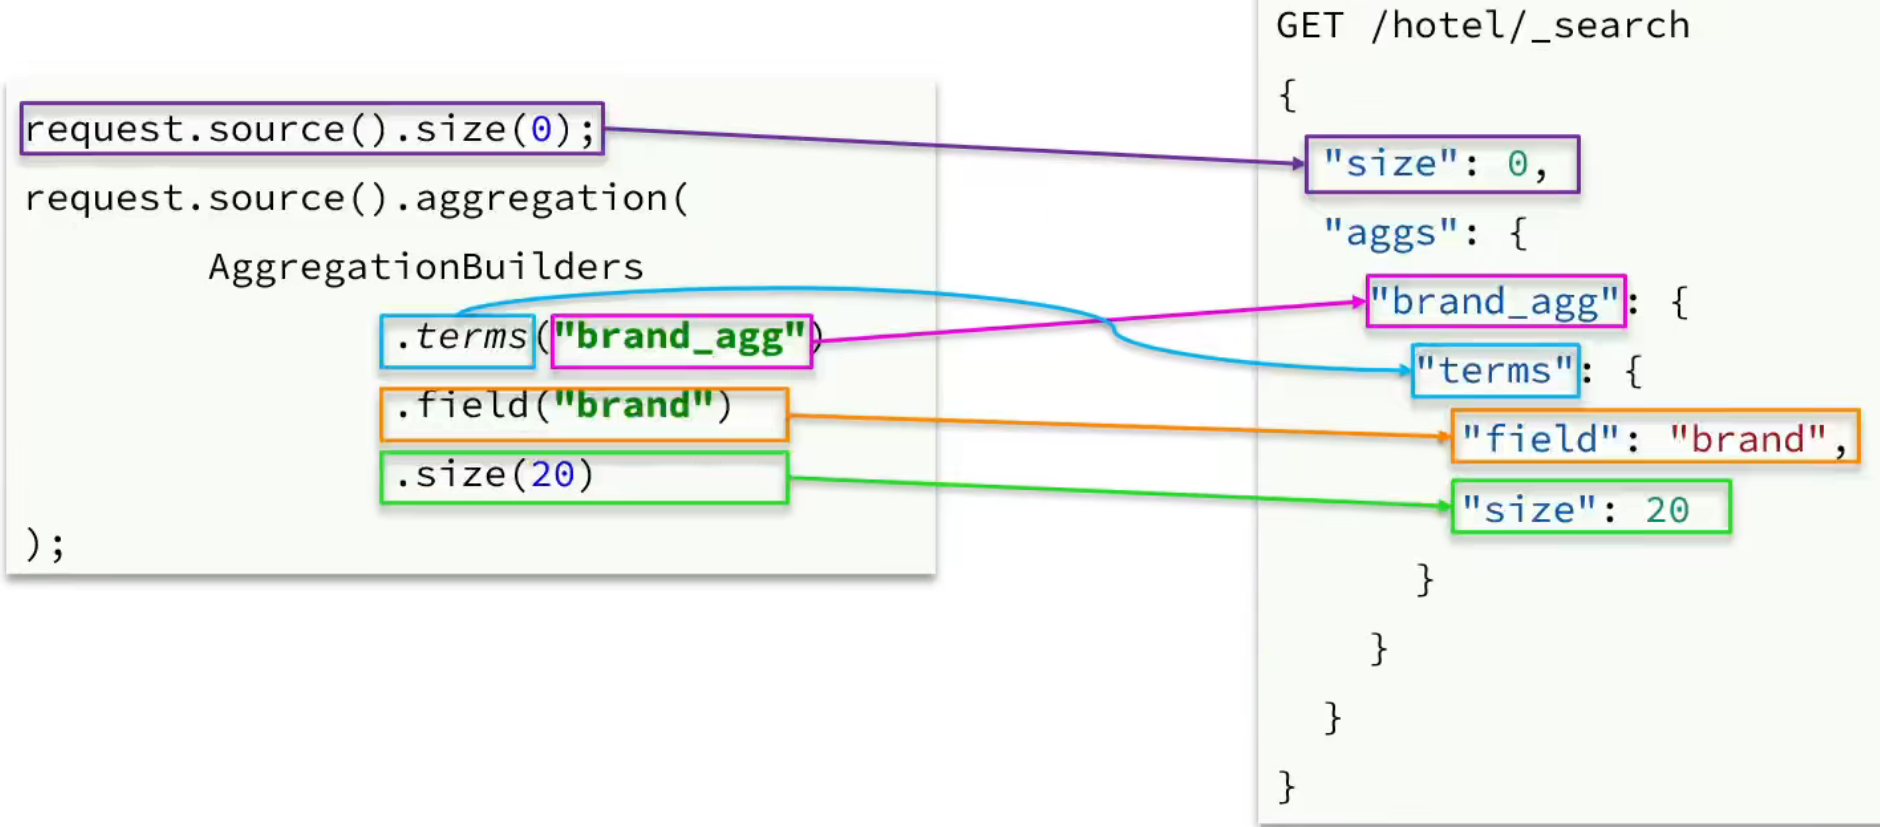 request.source().size(0);
request.source().aggregation(
AggregationBuilders
.terms("brand_agg")
.field("brand")
.size(20)
);
GET /hotel/_search
{
"size": 0,
"aggs": {
"brand_agg": {
"terms": {
"field": "brand",
"size": 20
}
}
}
}